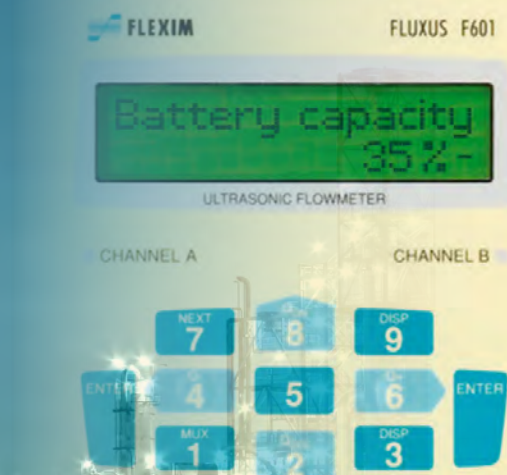 FLEXIM
FLUXUS F601
Battery capacity
35%-
ULTRASONIC FLOWMETER
CHANNEL A
CHANNEL B
NEXT
7
8
DISP
9
ENTER
4
5
6
ENTER
MUX
1
2
DISP
3